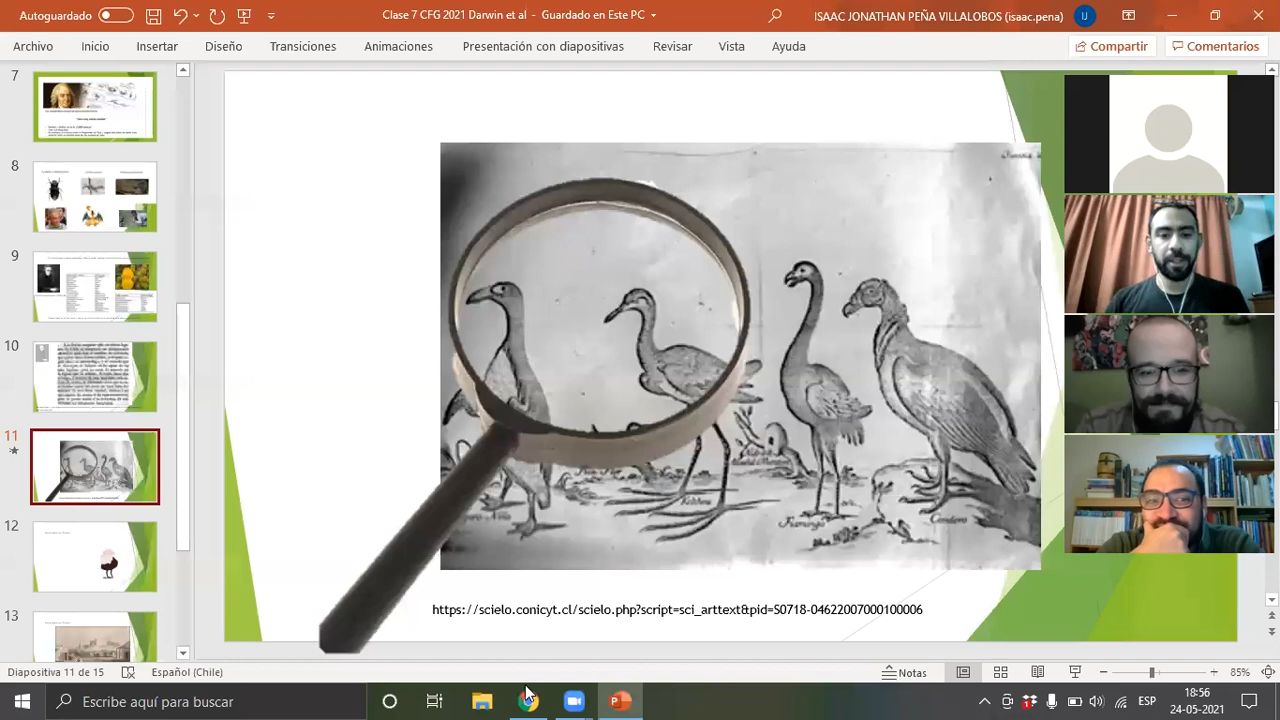 Autoguardado
Clase 7 CFG 2021 Darwin et al - Guardado en Este PC
ISAAC JONATHAN PEÑA VILLALOBOS (isaac.pena)
IJ
Archivo Inicio Insertar Diseño Transiciones Animaciones Presentación con diapositivas Revisar Vista Ayuda
Compartir
Comentarios
7
8
9
10
11
12
13
https://scielo.conicyt.cl/scielo.php?script=sci_arttext&pid=S0718-04622007000100006
Diapositiva 11 de 15
Español (Chile)
Notas
85%
Escribe aquí para buscar
ESP
18:56
24-05-2021